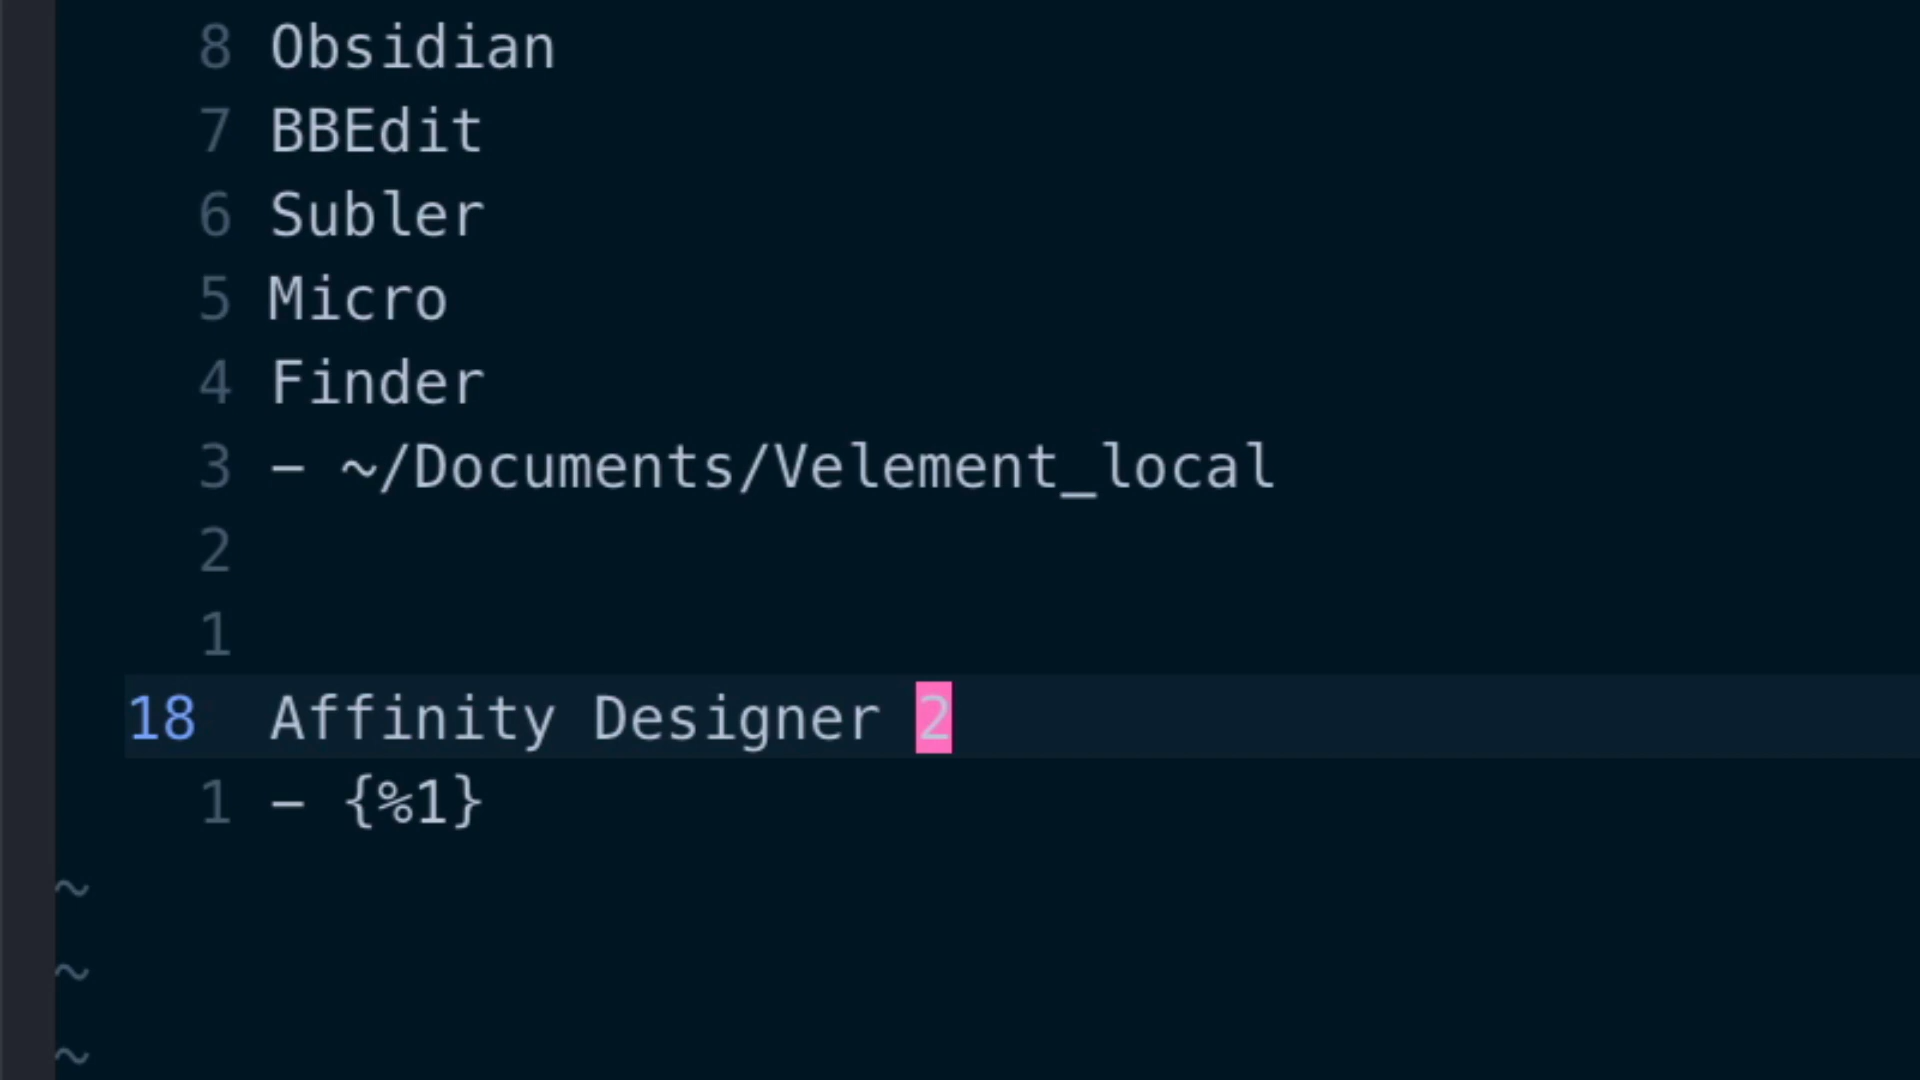 8 Obsidian
7 BBEdit
6 Subler
5 Micro
4 Finder
3 – ~/Documents/Velement_local
2
1
18 Affinity Designer 2
1 – {%1}
~
~
~